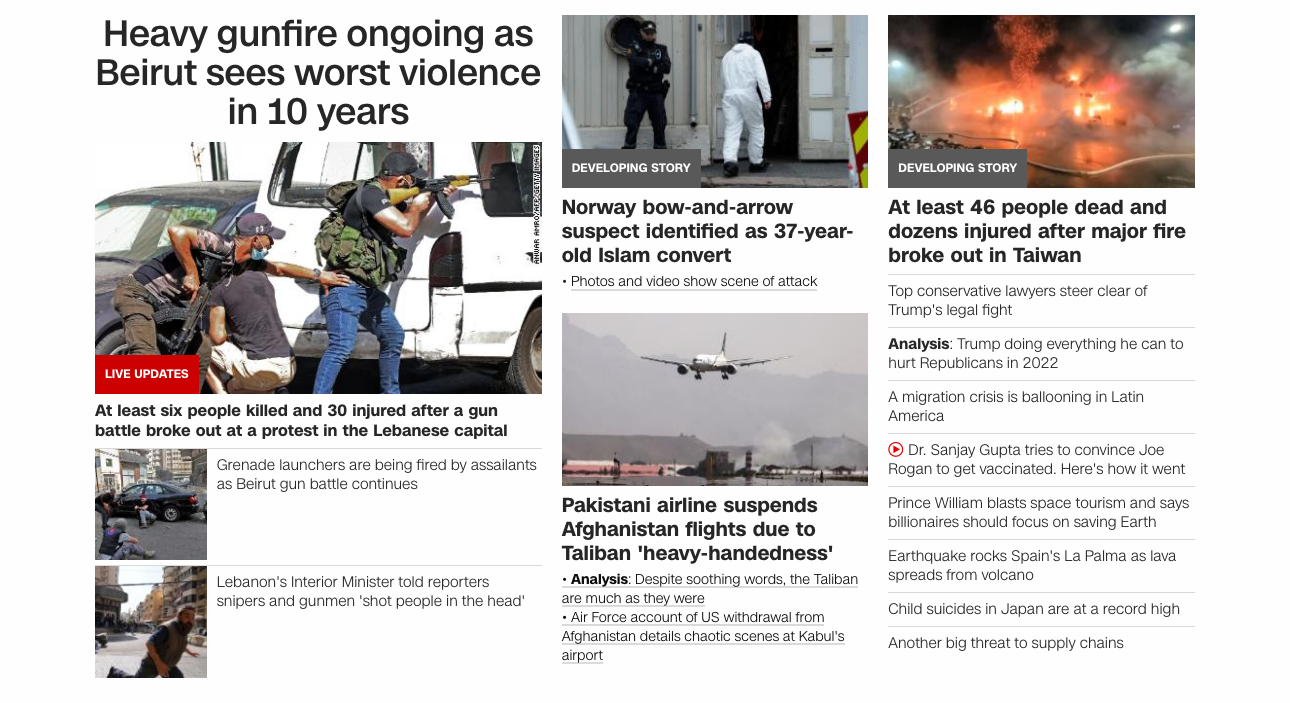 Heavy gunfire ongoing as
Beirut sees worst violence
in 10 years
ANWAR AMRO/AFP/GETTY IMAGES
LIVE UPDATES
At least six people killed and 30 injured after a gun
battle broke out at a protest in the Lebanese capital
Grenade launchers are being fired by assailants
as Beirut gun battle continues
Lebanon's Interior Minister told reporters
snipers and gunmen 'shot people in the head'
DEVELOPING STORY
Norway bow-and-arrow
suspect identified as 37-year-
old Islam convert
• Photos and video show scene of attack
Pakistani airline suspends
Afghanistan flights due to
Taliban 'heavy-handedness'
• Analysis: Despite soothing words, the Taliban
are much as they were
• Air Force account of US withdrawal from
Afghanistan details chaotic scenes at Kabul's
airport
DEVELOPING STORY
At least 46 people dead and
dozens injured after major fire
broke out in Taiwan
Top conservative lawyers steer clear of
Trump's legal fight
Analysis: Trump doing everything he can to
hurt Republicans in 2022
A migration crisis is ballooning in Latin
America
Dr. Sanjay Gupta tries to convince Joe
Rogan to get vaccinated. Here's how it went
Prince William blasts space tourism and says
billionaires should focus on saving Earth
Earthquake rocks Spain's La Palma as lava
spreads from volcano
Child suicides in Japan are at a record high
Another big threat to supply chains